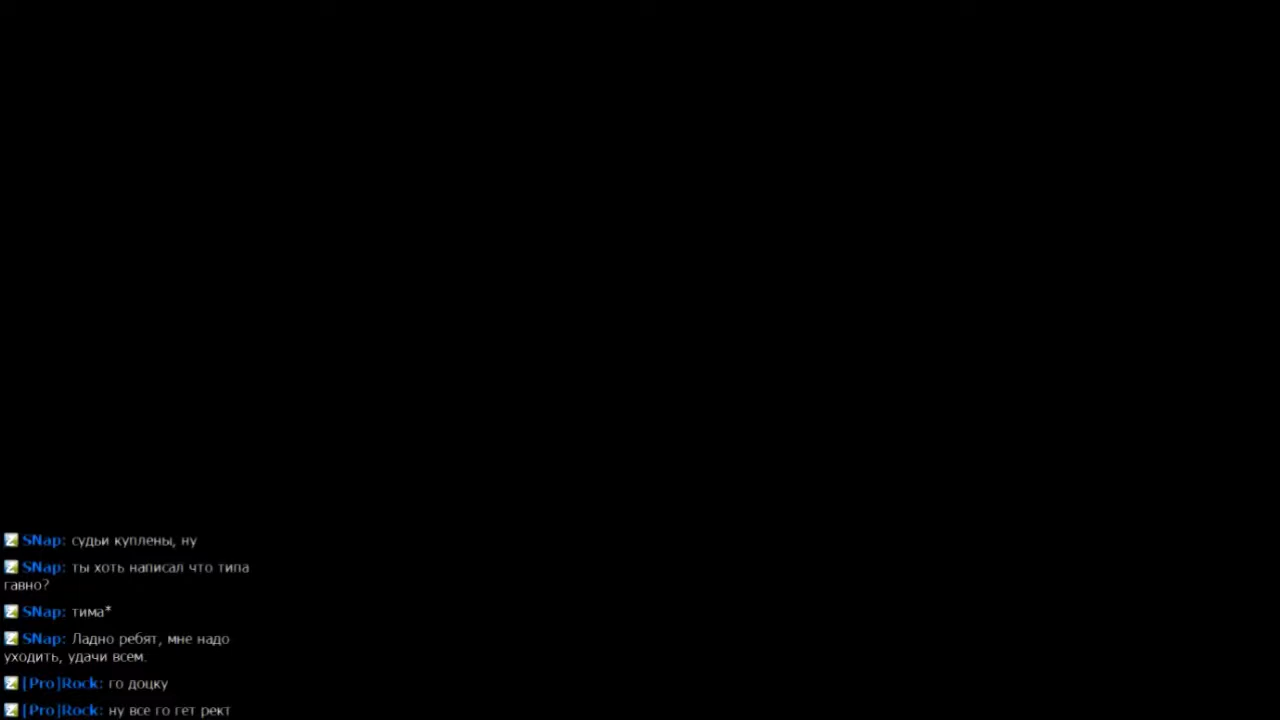 SNap: судьи куплены, ну
SNap: ты хоть написал что типа
гавно?
SNap: тима*
SNap: Ладно ребят, мне надо
уходить, удачи всем.
[Pro]Rock: го доцку
[Pro]Rock: ну все го гет рект